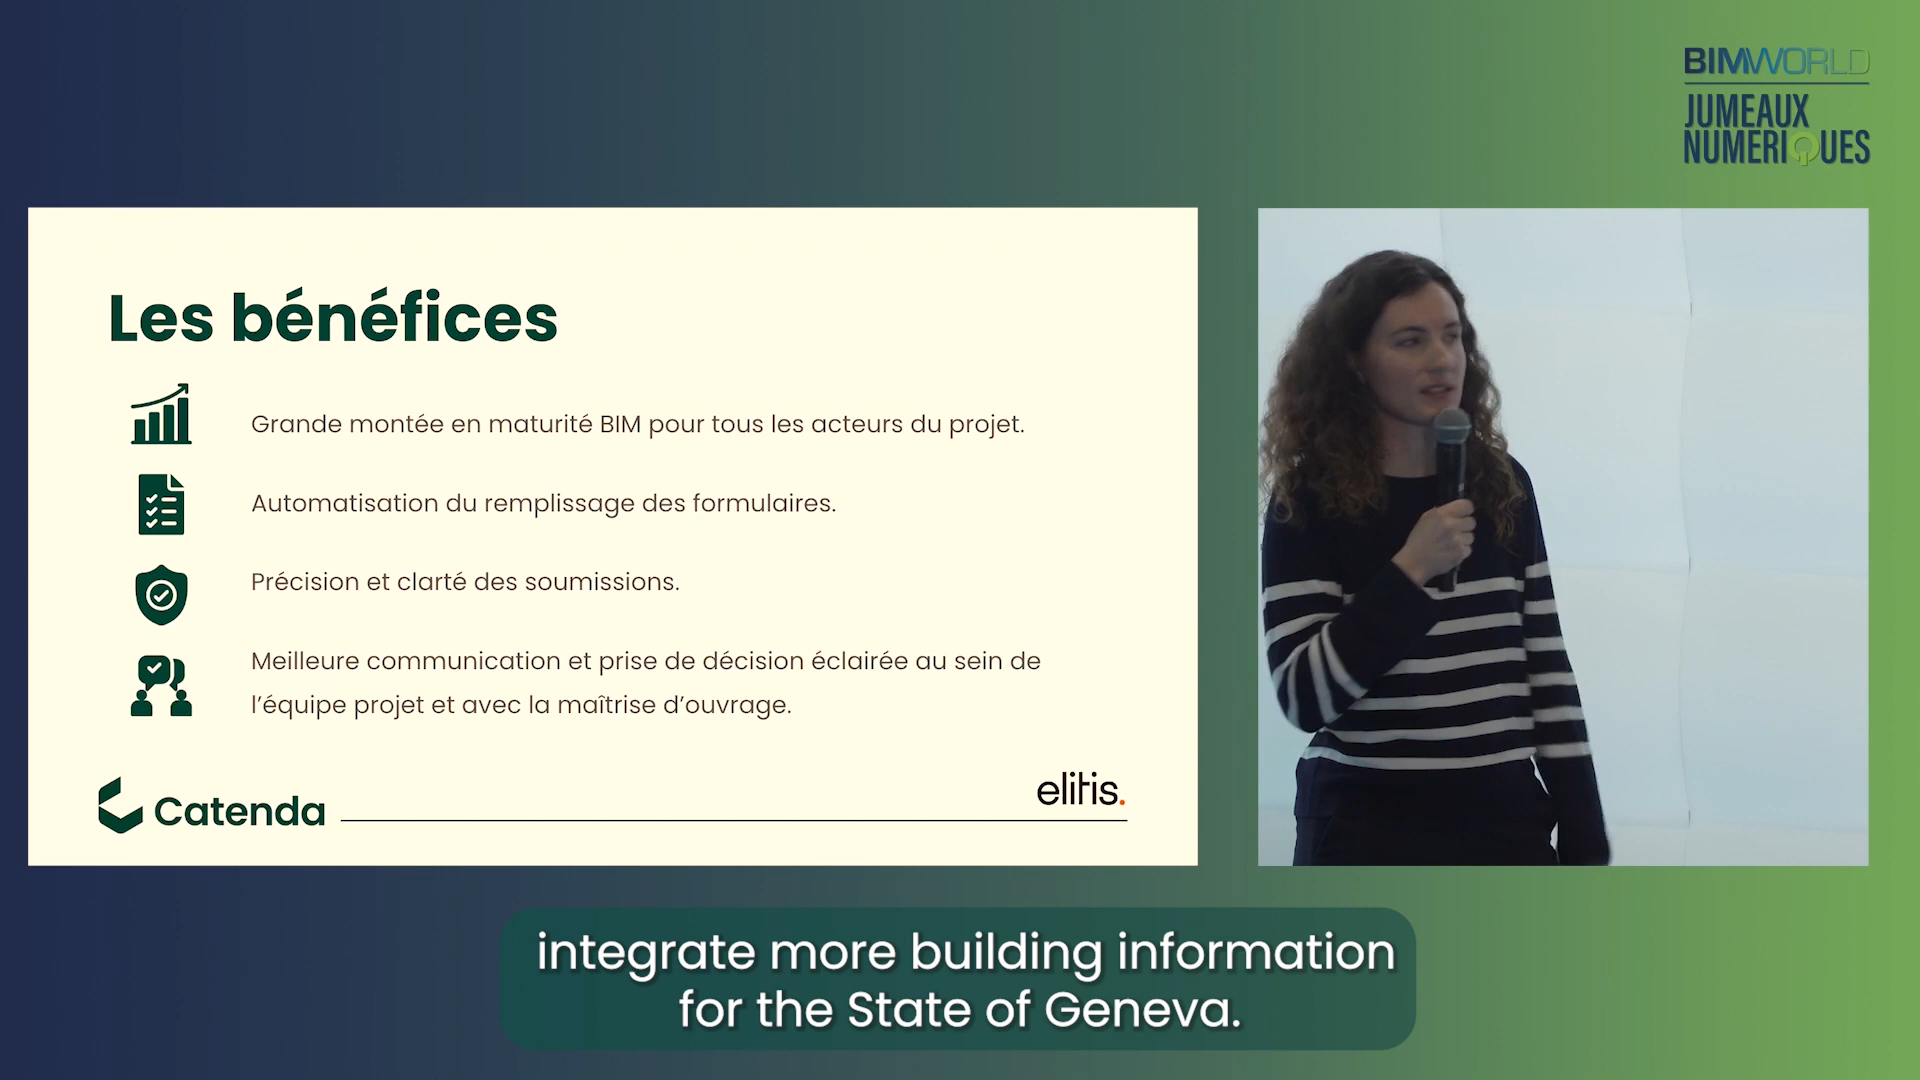 BIMWORLD
JUMEAUX
NUMERIQUES
Les bénéfices
Grande montée en maturité BIM pour tous les acteurs du projet.
Automatisation du remplissage des formulaires.
Précision et clarté des soumissions.
Meilleure communication et prise de décision éclairée au sein de
l’équipe projet et avec la maîtrise d’ouvrage.
Catenda
elitis.
integrate more building information
for the State of Geneva.